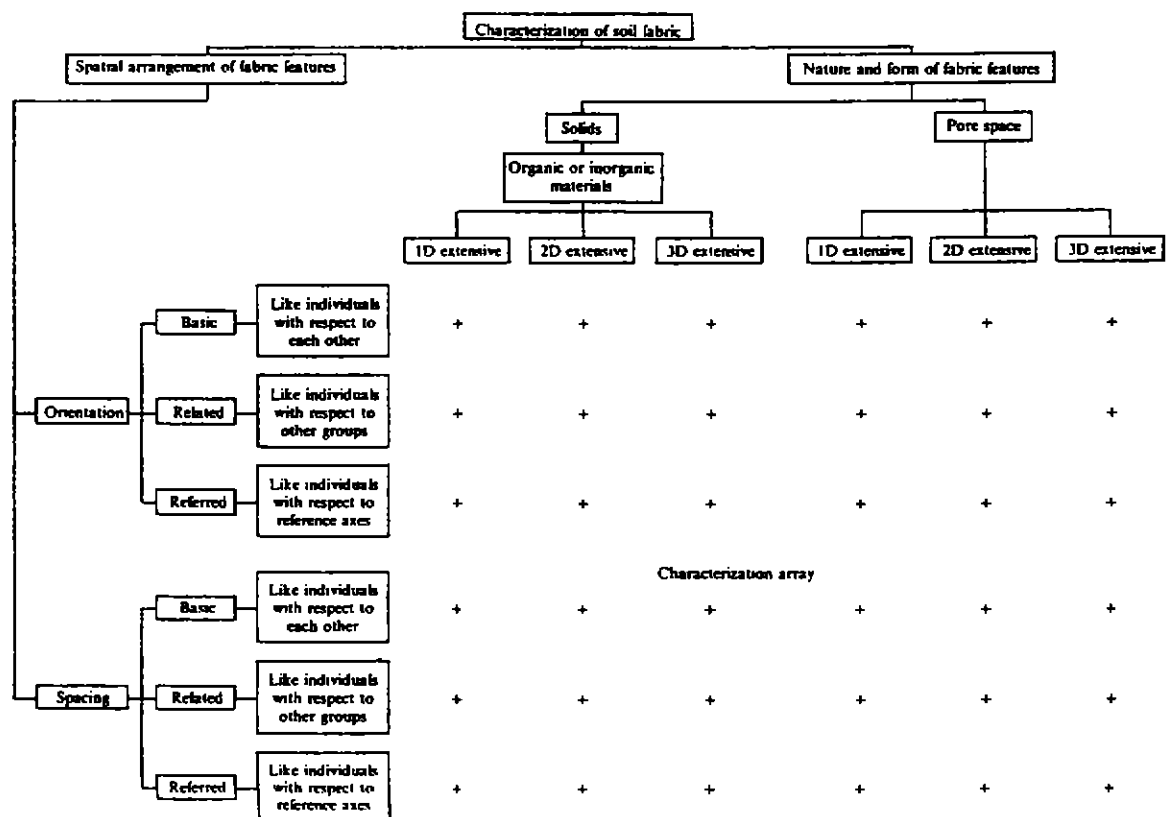 Characterization of soil fabric
Spatral arrangement of fabric features
Nature and form of fabric features
Solids
Pore space
Organic or inorganic
materials
1D extensive
2D extensive
3D extensive
1D extensive
2D extensive
3D extensive
Basic
Like individuals
with respect to
each other
+ + + + + +
Orientation
Related
Like individuals
with respect to
other groups
+ + + + + +
Referred
Like individuals
with respect to
reference axes
+ + + + + +
Characterization array
Basic
Like individuals
with respect to
each other
+ + + + + +
Spacing
Related
Like individuals
with respect to
other groups
+ + + + + +
Referred
Like individuals
with respect to
reference axes
+ + + + + +